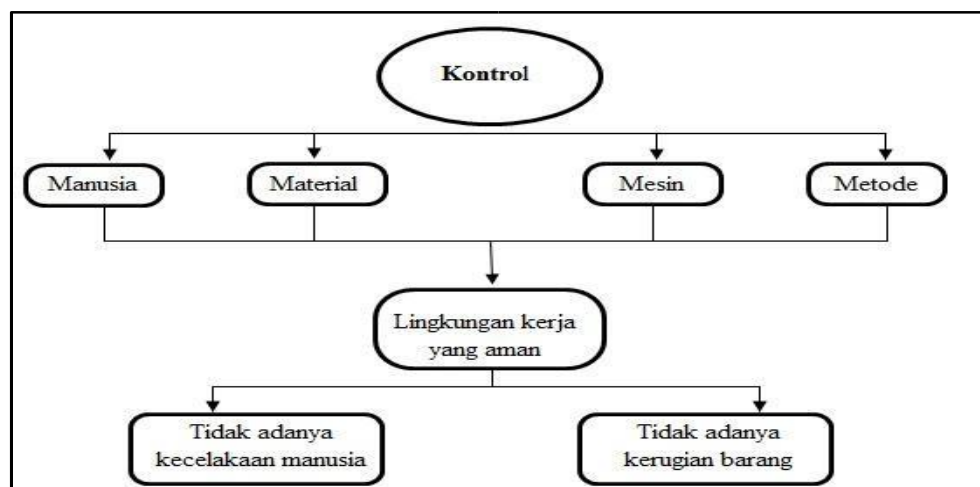 Kontrol
Manusia
Material
Mesin
Metode
Lingkungan kerja
yang aman
Tidak adanya
kecelakaan manusia
Tidak adanya
kerugian barang